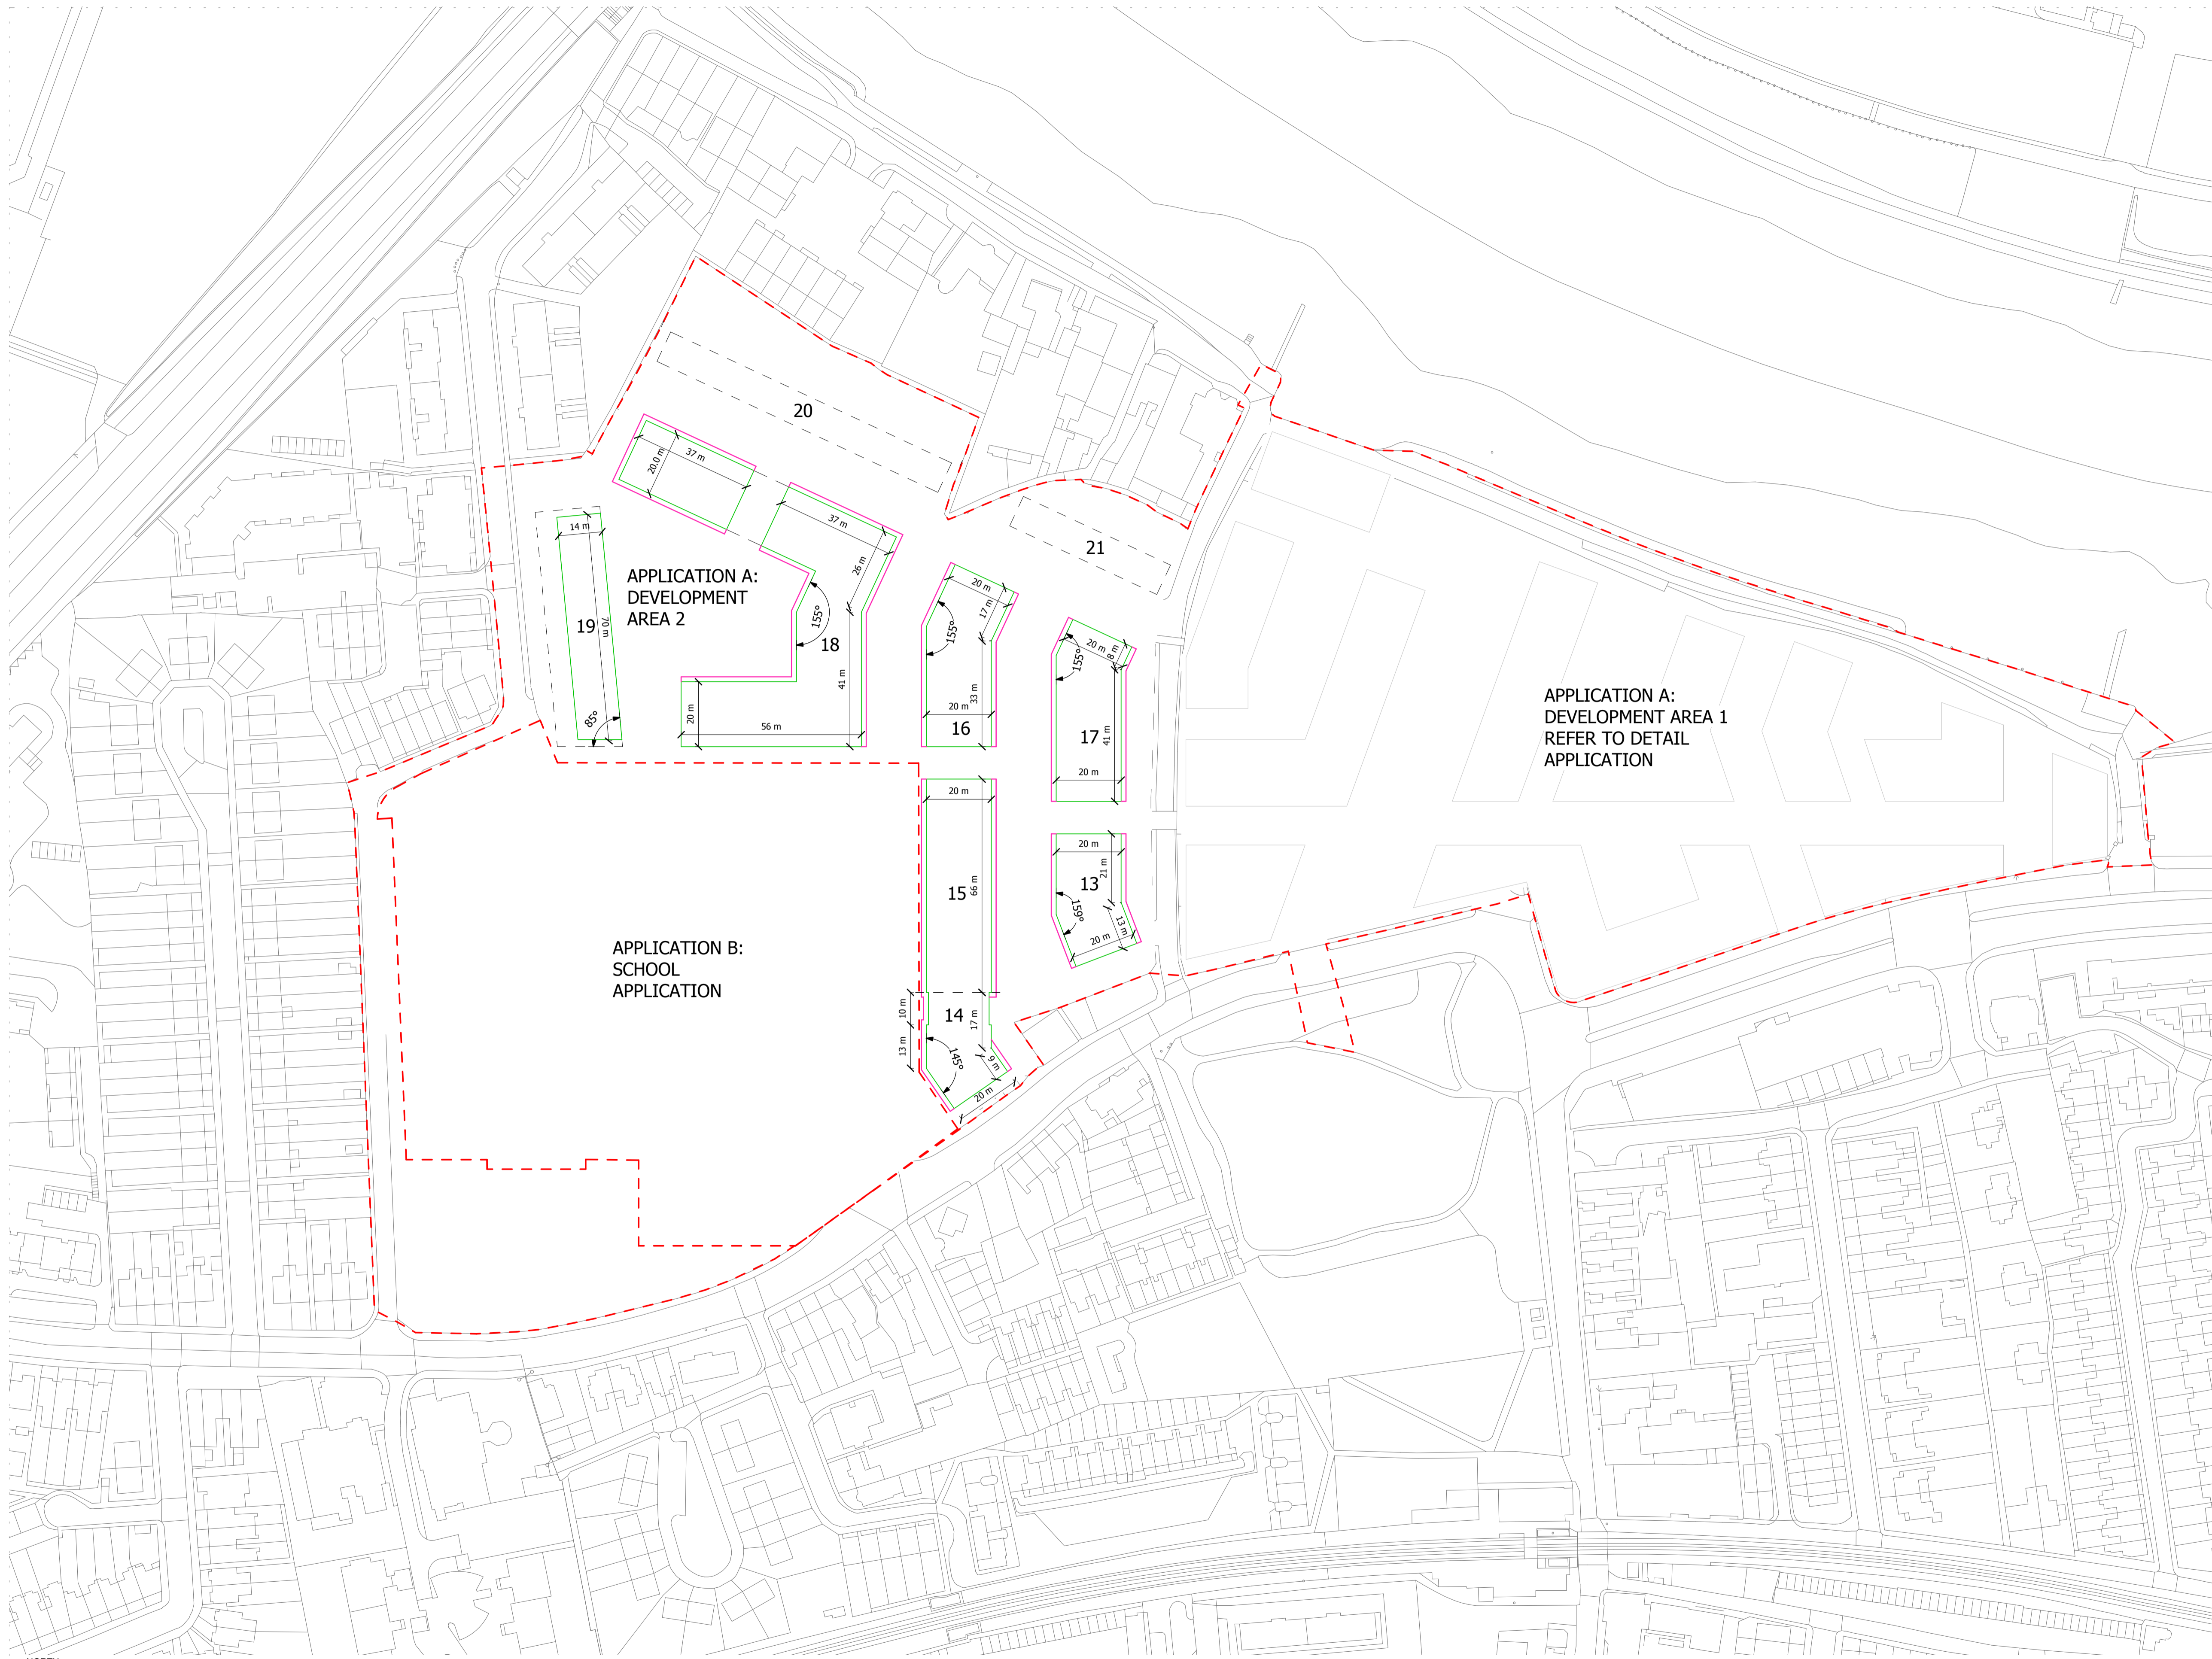 20
37 m
20.0 m
37 m
26 m
14 m
21
APPLICATION A:
DEVELOPMENT
AREA 2
155°
18
19
70 m
41 m
85°
20 m
56 m
20 m
17 m
155°
20 m
33 m
16
20 m
8 m
155°
17
41 m
20 m
APPLICATION A:
DEVELOPMENT AREA 1
REFER TO DETAIL
APPLICATION
20 m
15
66 m
20 m
21 m
13
159°
13 m
20 m
APPLICATION B:
SCHOOL
APPLICATION
10 m
14
17 m
13 m
145°
9 m
20 m